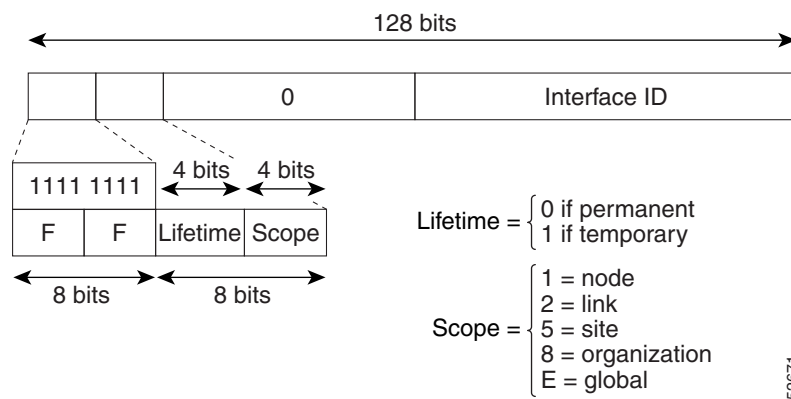 128 bits
0 Interface ID
4 bits 4 bits
1111 1111
F F Lifetime Scope
8 bits 8 bits
Lifetime = 0 if permanent
1 if temporary
Scope = 1 = node
2 = link
5 = site
8 = organization
E = global